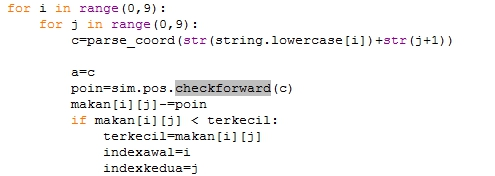 for i in range(0,9):
    for j in range(0,9):
        c=parse_coord(str(string.lowercase[i])+str(j+1))

        a=c
        poin=sim.pos.checkforward(c)
        makan[i][j]-=poin
        if makan[i][j] < terkecil:
            terkecil=makan[i][j]
            indexawal=i
            indexkedua=j